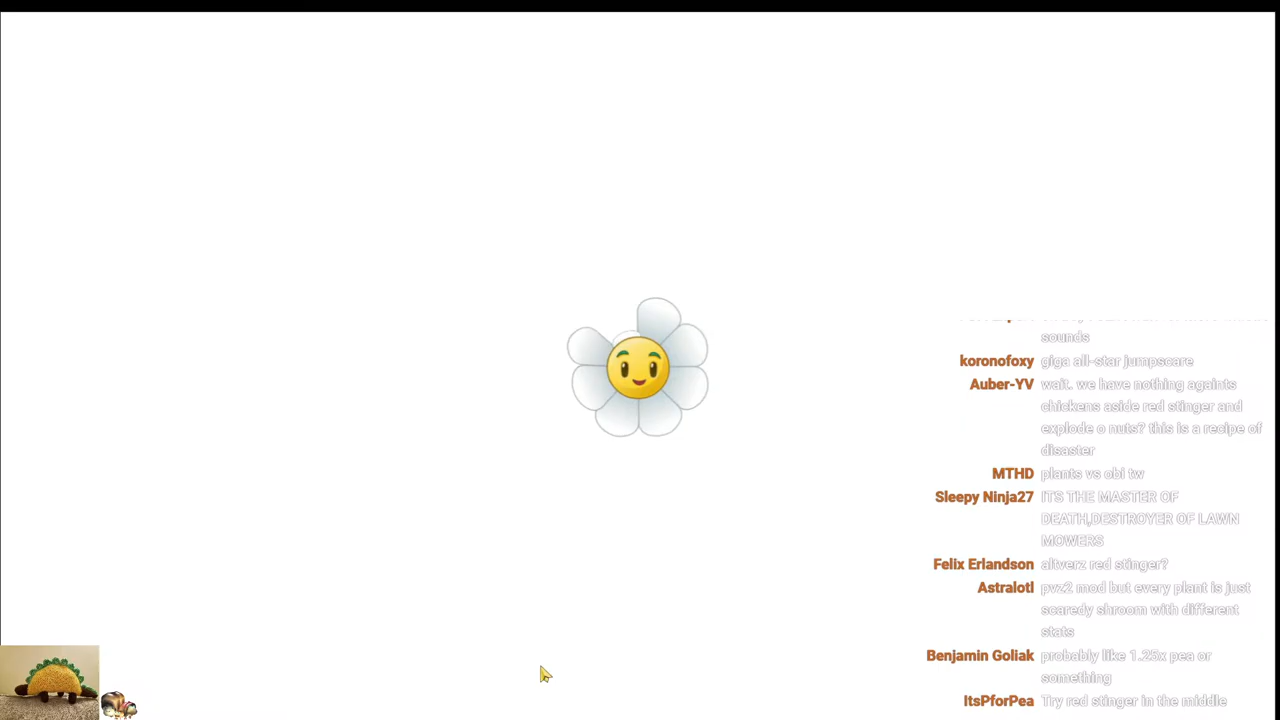 sounds
koronofoxy giga all-star jumpscare
Auber-YV wait. we have nothing againts
chickens aside red stinger and
explode o nuts? this is a recipe of
disaster
MTHD plants vs obi tw
Sleepy Ninja27 ITS THE MASTER OF
DEATH,DESTROYER OF LAWN
MOWERS
Felix Erlandson altverz red stinger?
Astralotl pvz2 mod but every plant is just
scaredy shroom with different
stats
Benjamin Goliak probably like 1.25x pea or
something
ItsPforPea Try red stinger in the middle